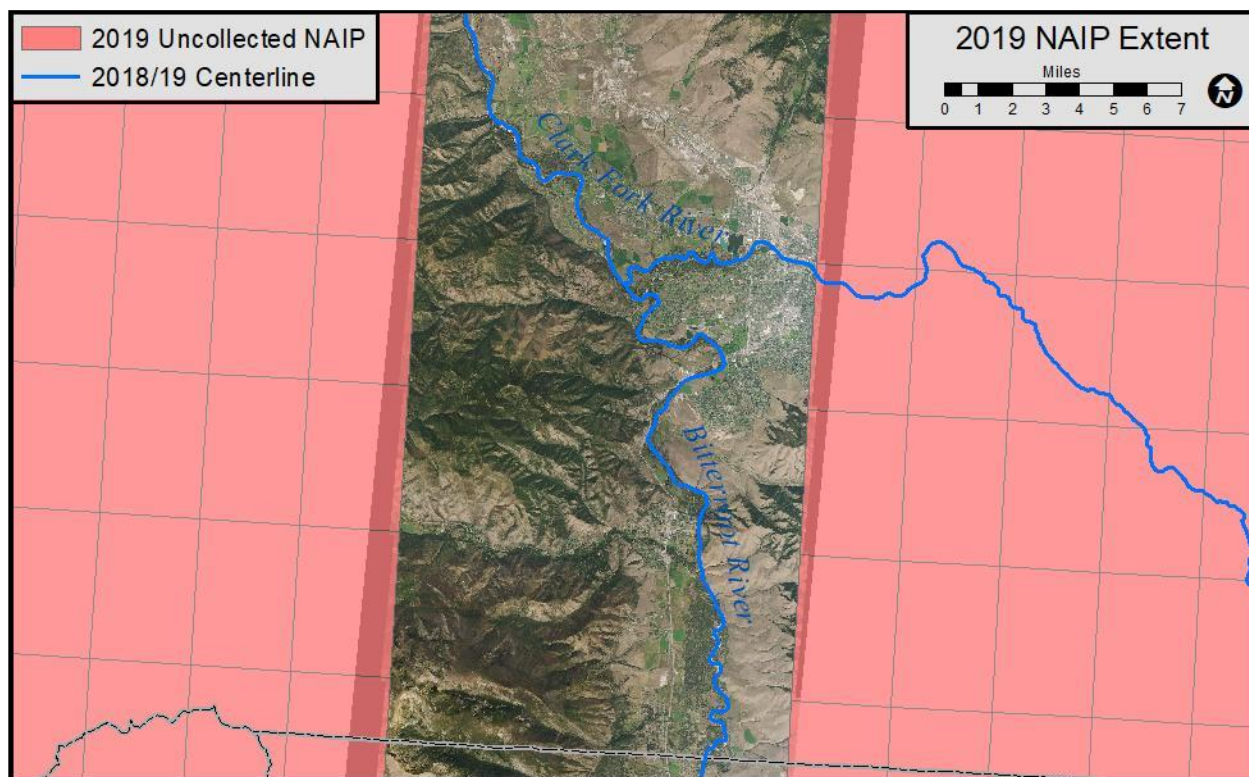 2019 Uncollected NAIP
2018/19 Centerline
2019 NAIP Extent
Miles
0 1 2 3 4 5 6 7
N
Clark Fork River
Bitterrot River